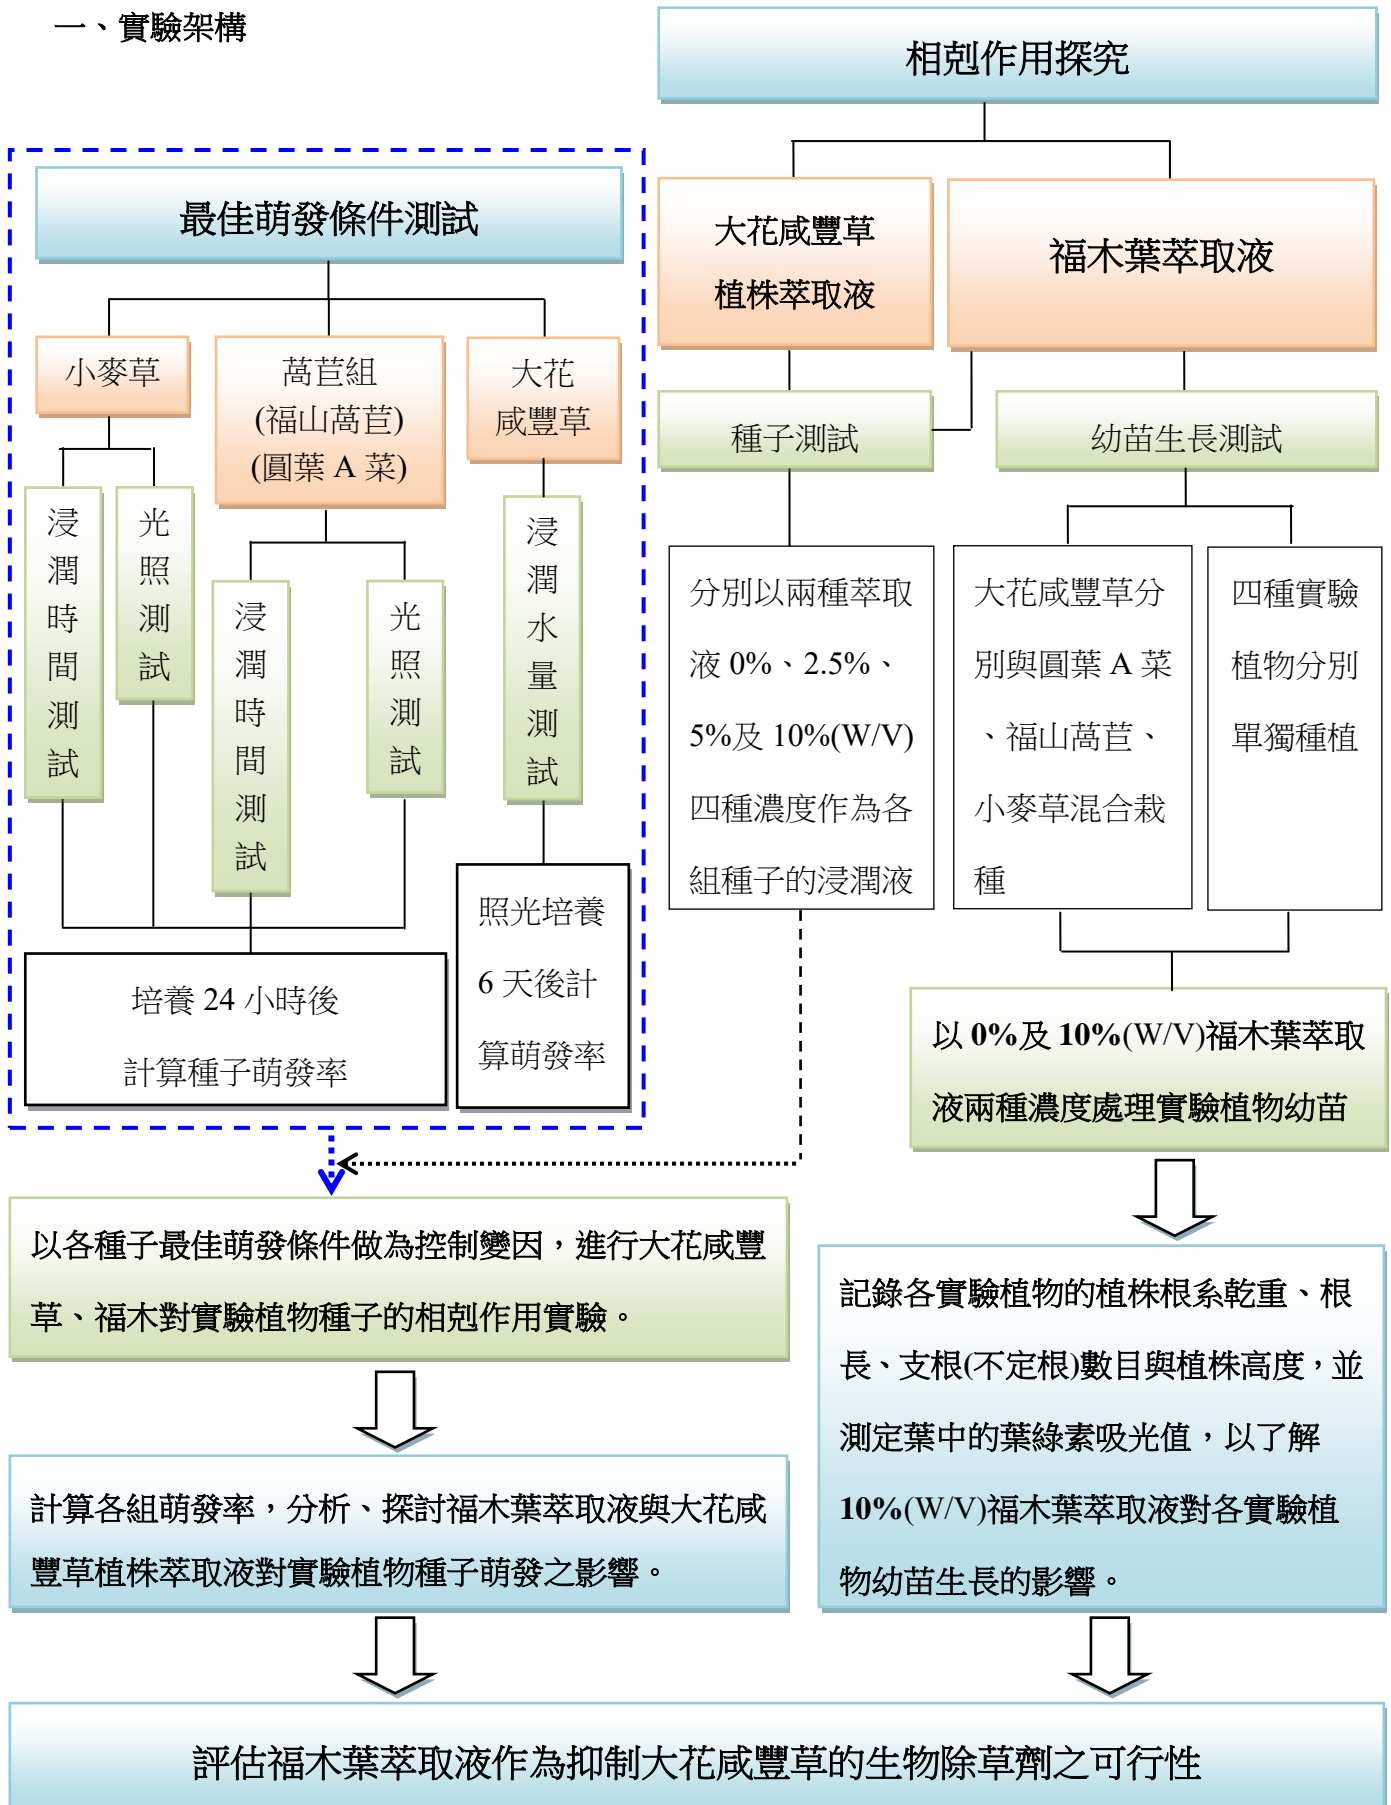 一、實驗架構
相剋作用探究
最佳萌發條件測試
小麥草
萵苣組
(福山萵苣)
(圓葉 A 菜)
大花
咸豐草
浸潤時間測試
光照測試
浸潤時間測試
光照測試
浸潤水量測試
培養 24 小時後
計算種子萌發率
照光培養
6 天後計
算萌發率
大花咸豐草
植株萃取液
福木葉萃取液
種子測試
幼苗生長測試
分別以兩種萃取
液 0%、2.5%、
5%及 10%(W/V)
四種濃度作為各
組種子的浸潤液
大花咸豐草分
別與圓葉 A 菜
、福山萵苣、
小麥草混合栽
種
四種實驗
植物分別
單獨種植
以 0%及 10%(W/V)福木葉萃取
液兩種濃度處理實驗植物幼苗
以各種子最佳萌發條件做為控制變因，進行大花咸豐
草、福木對實驗植物種子的相剋作用實驗。
記錄各實驗植物的植株根系乾重、根
長、支根(不定根)數目與植株高度，並
測定葉中的葉綠素吸光值，以了解
10%(W/V)福木葉萃取液對各實驗植
物幼苗生長的影響。
計算各組萌發率，分析、探討福木葉萃取液與大花咸
豐草植株萃取液對實驗植物種子萌發之影響。
評估福木葉萃取液作為抑制大花咸豐草的生物除草劑之可行性